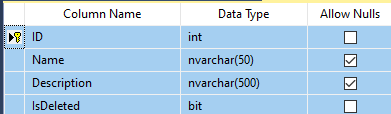 Column Name Data Type Allow Nulls
ID int
Name nvarchar(50)
Description nvarchar(500)
IsDeleted bit